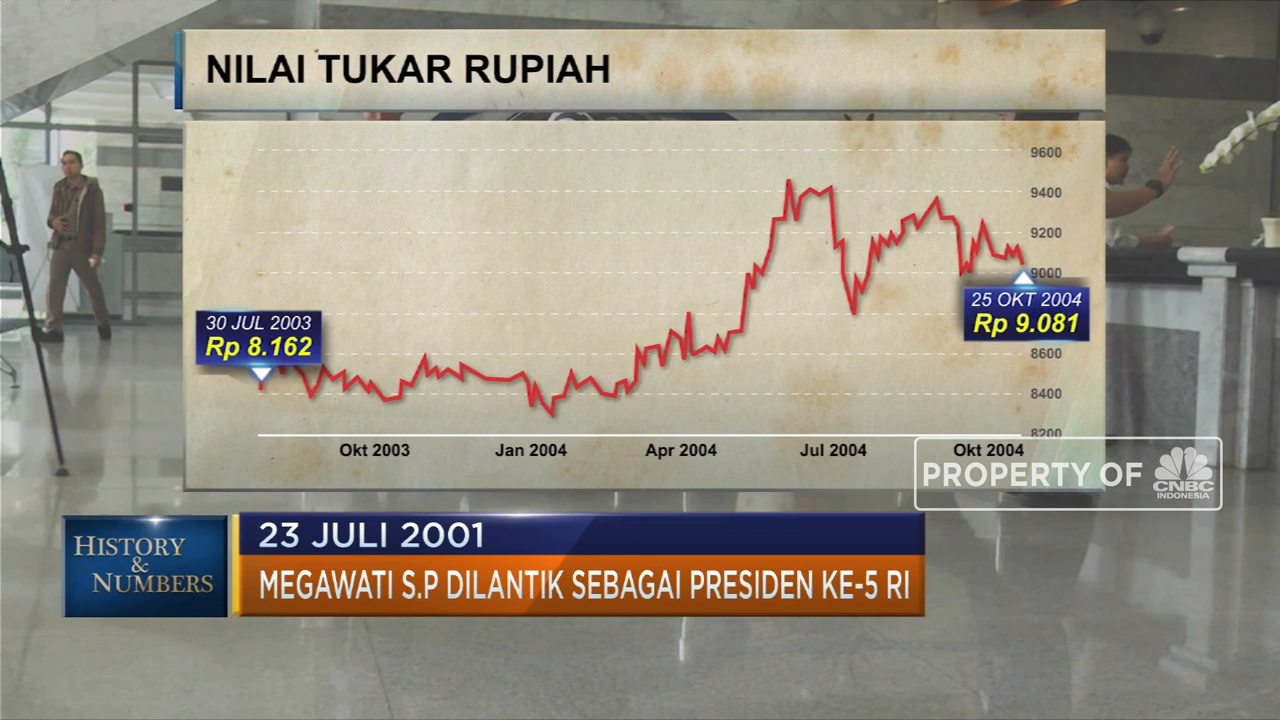 NILAI TUKAR RUPIAH
9600
9400
9200
9000
8600
8400
8200
30 JUL 2003
Rp 8.162
25 OKT 2004
Rp 9.081
Okt 2003 Jan 2004 Apr 2004 Jul 2004 Okt 2004
PROPERTY OF CNBC INDONESIA
HISTORY & NUMBERS
23 JULI 2001
MEGAWATI S.P DILANTIK SEBAGAI PRESIDEN KE-5 RI